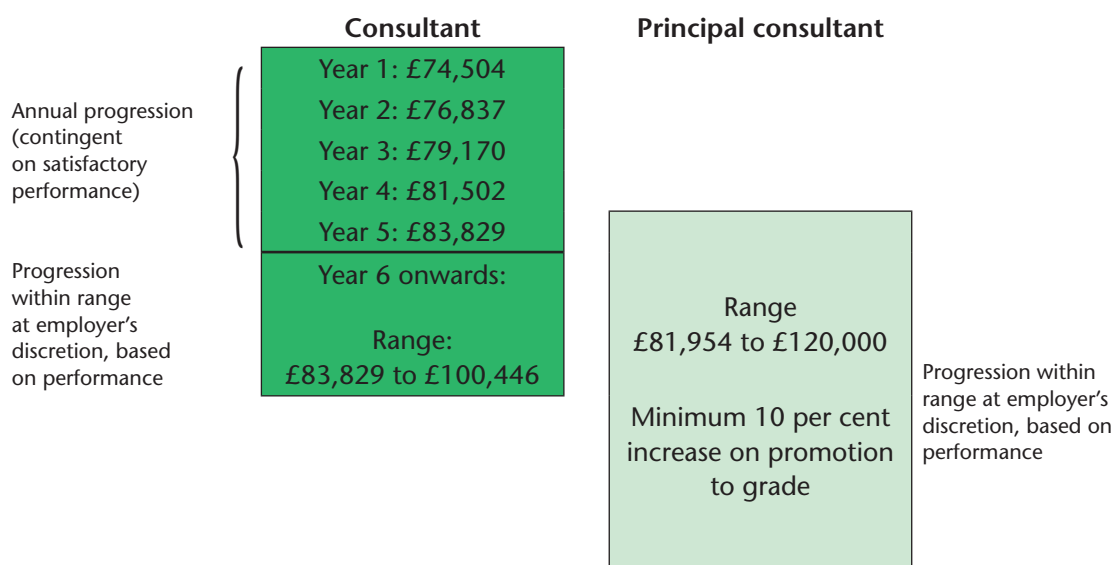 Consultant
Principal consultant
Annual progression
(contingent
on satisfactory
performance)
Year 1: £74,504
Year 2: £76,837
Year 3: £79,170
Year 4: £81,502
Year 5: £83,829
Progression
within range
at employer’s
discretion, based
on performance
Year 6 onwards:
Range:
£83,829 to £100,446
Range
£81,954 to £120,000
Minimum 10 per cent
increase on promotion
to grade
Progression within
range at employer’s
discretion, based on
performance